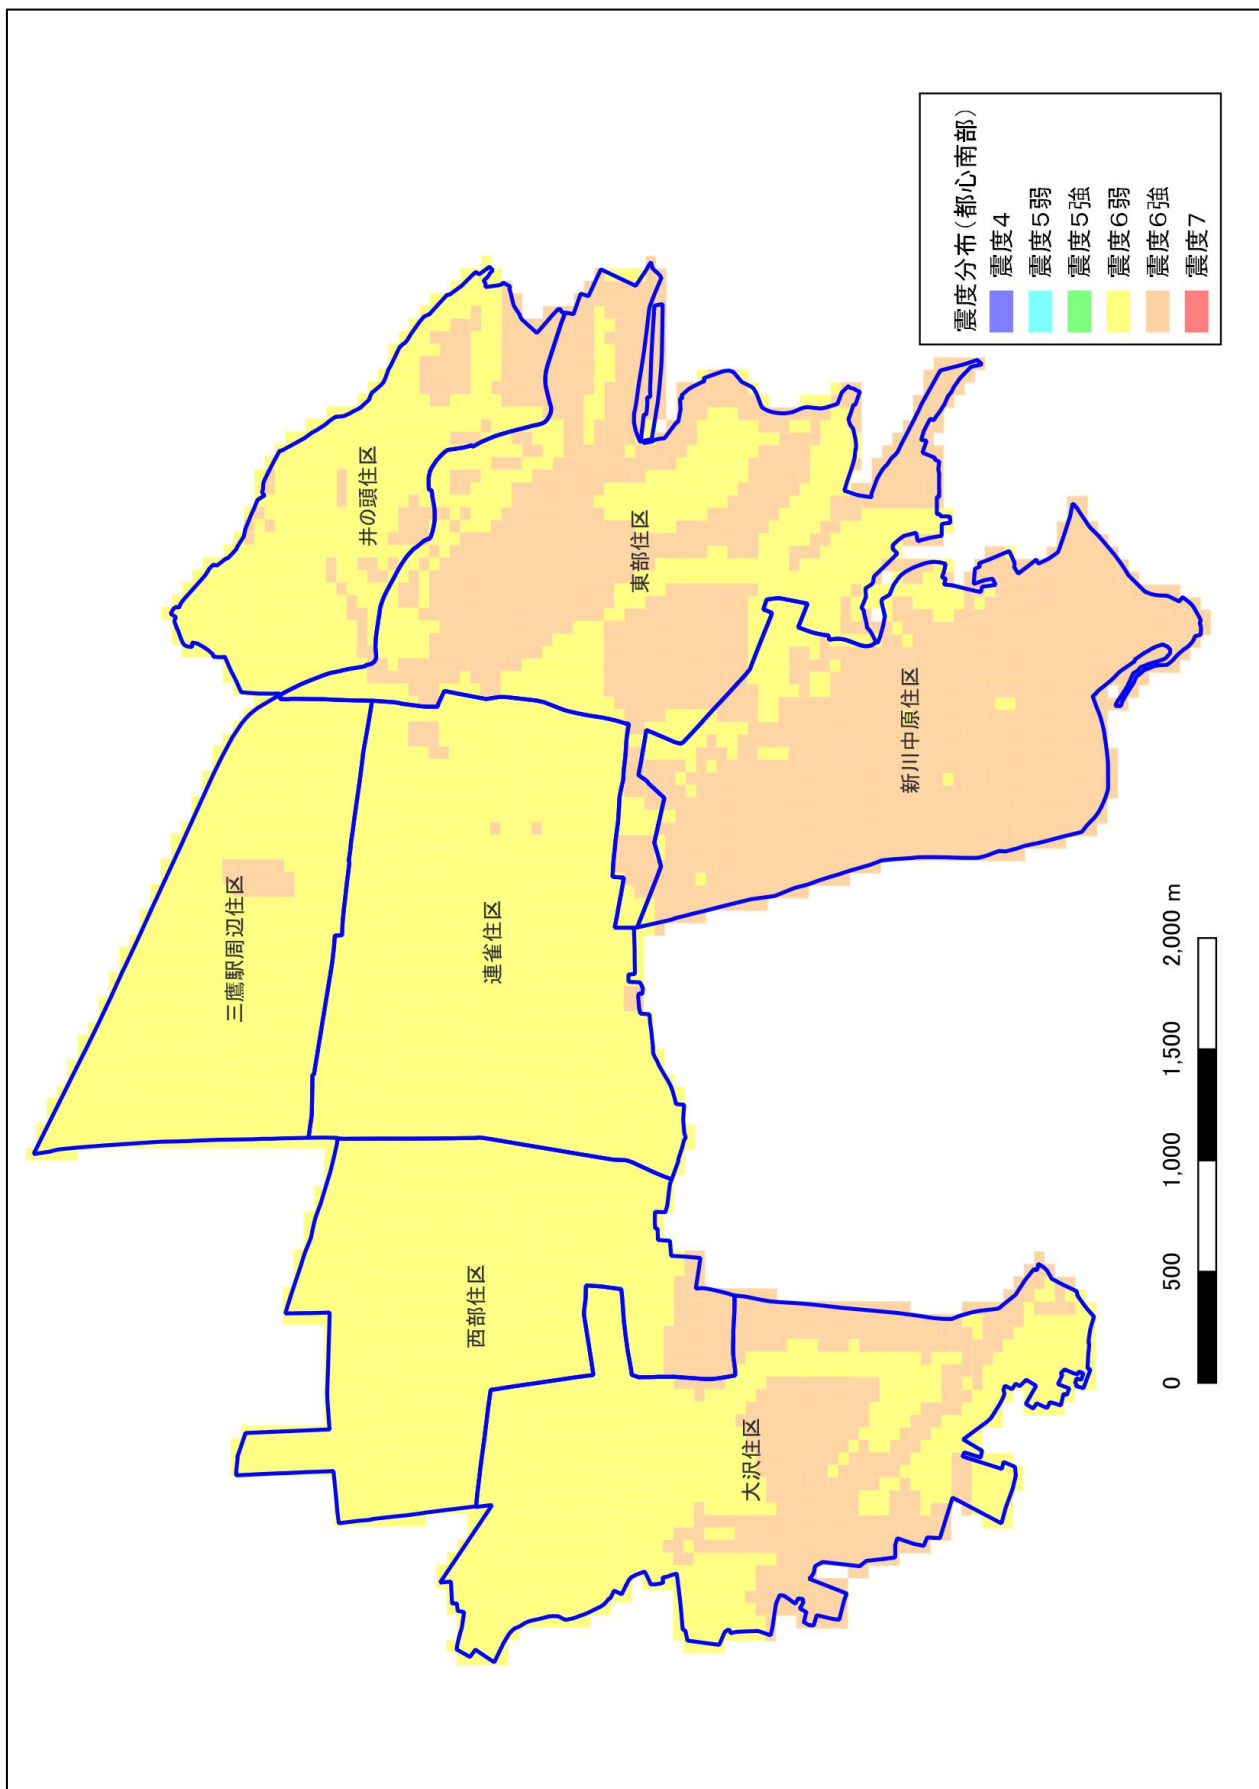 震度分布（都心南部）
震度4
震度5弱
震度5強
震度6弱
震度6強
震度7
三鷹駅周辺住区
井の頭住区
西部住区
連雀住区
東部住区
大沢住区
新川中原住区
0 500 1,000 1,500 2,000 m